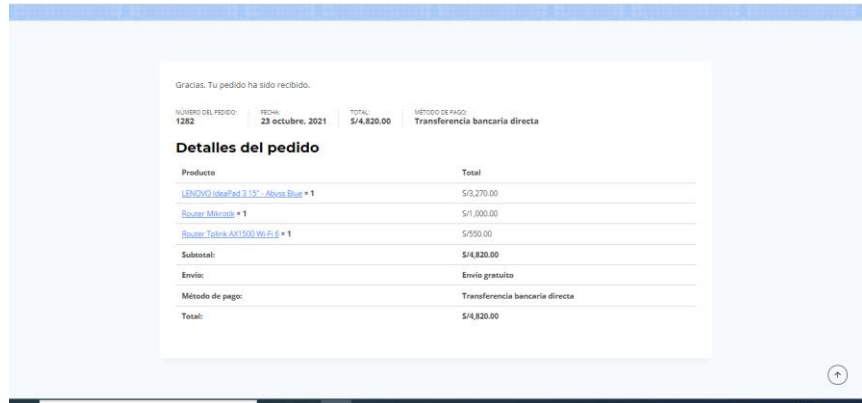 Gracias. Tu pedido ha sido recibido.
NÚMERO DEL PEDIDO: FECHA: TOTAL: MÉTODO DE PAGO:
1282 23 octubre, 2021 S/4,820.00 Transferencia bancaria directa
Detalles del pedido
Producto Total
LENOVO IdeaPad 3 15" - Abyss Blue × 1 S/3,270.00
Router Mikrotik × 1 S/1,000.00
Router Tplink AX1500 Wi-Fi 6 × 1 S/550.00
Subtotal: S/4,820.00
Envío: Envío gratuito
Método de pago: Transferencia bancaria directa
Total: S/4,820.00